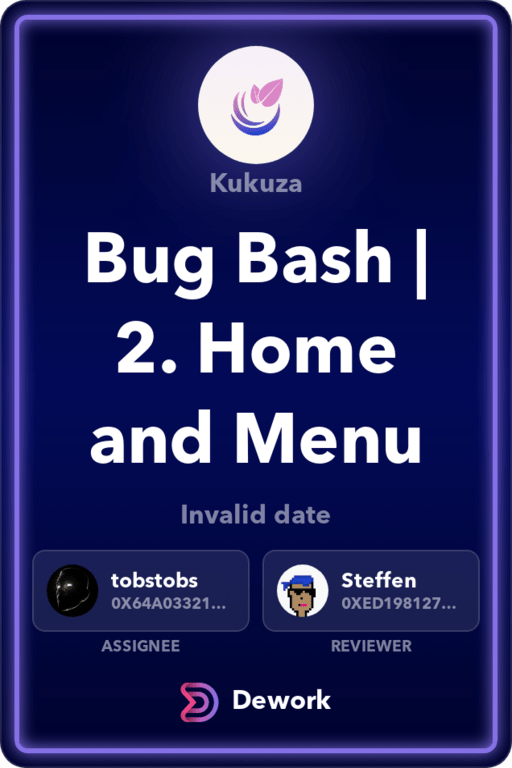 Kukuza
Bug Bash |
2. Home
and Menu
Invalid date
tobstobs
0X64A03321...
ASSIGNEE
Steffen
0XED198127...
REVIEWER
Dework